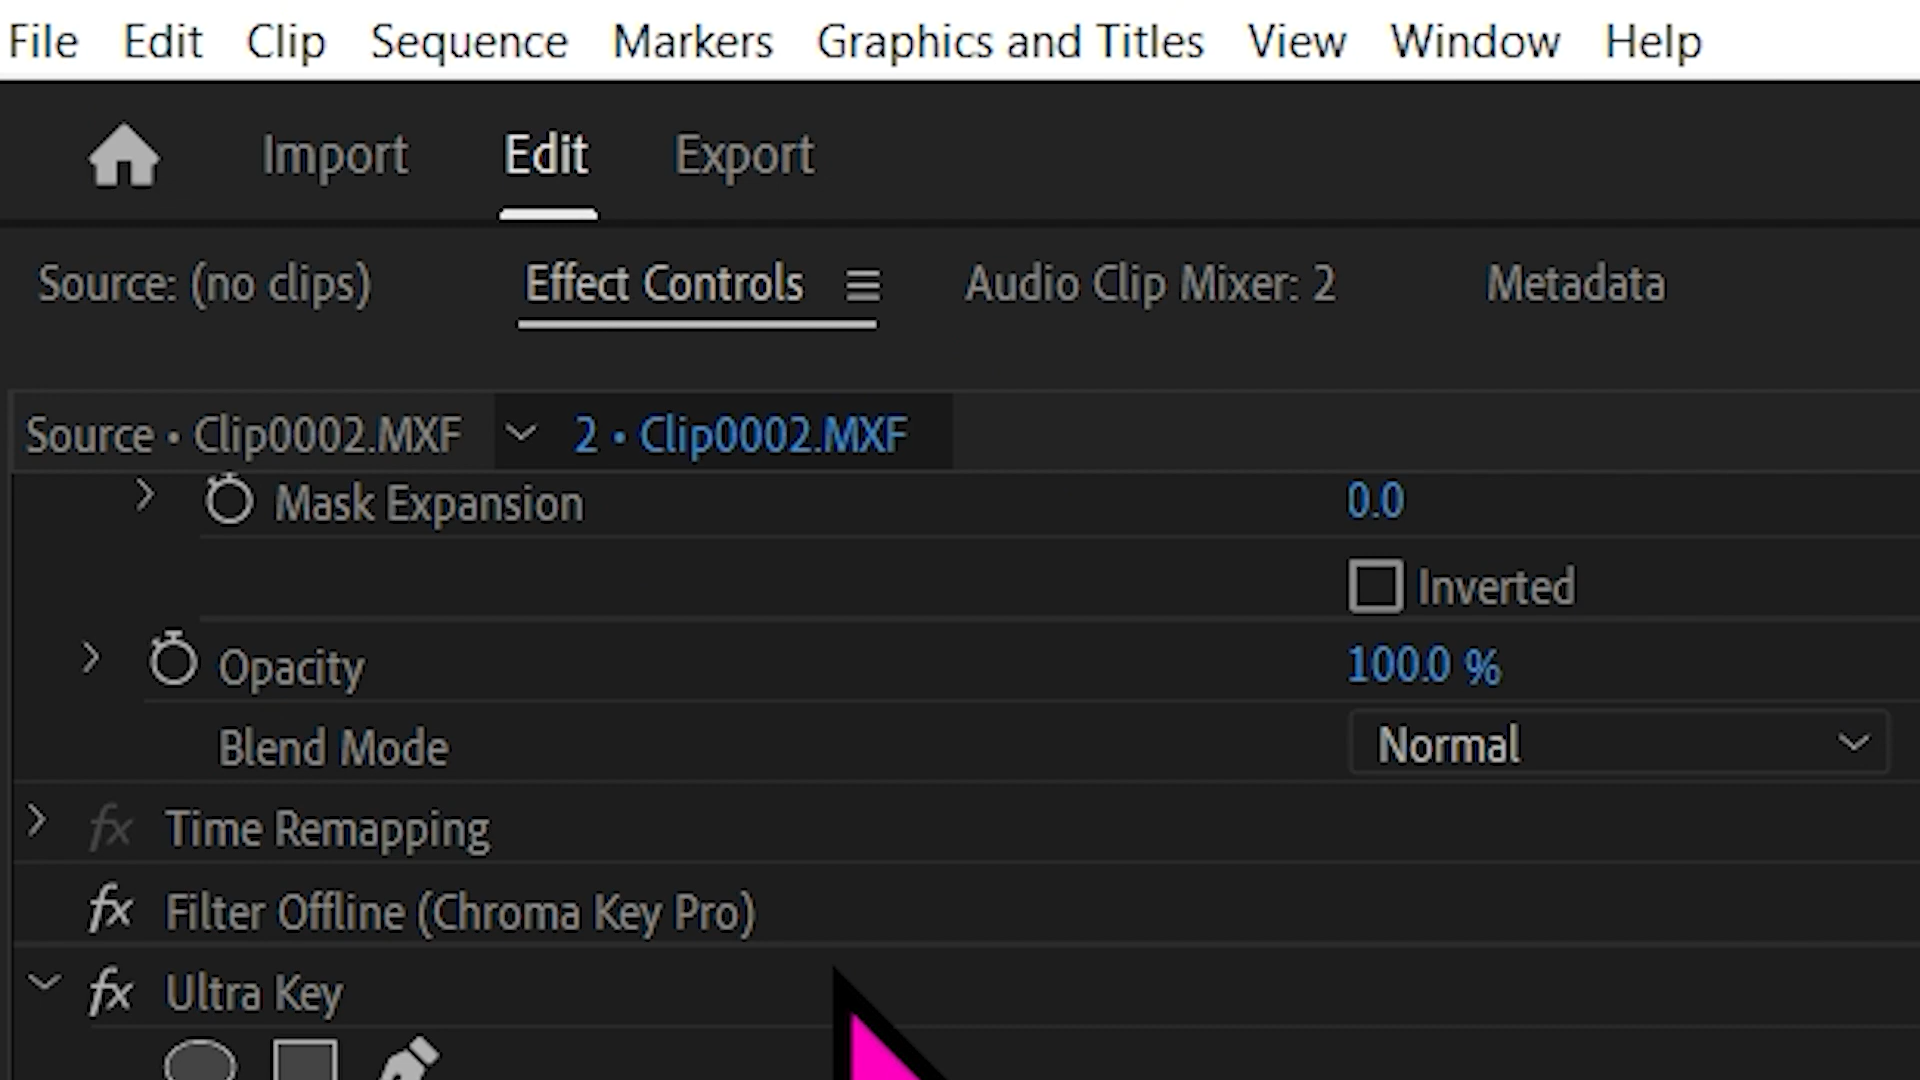 File Edit Clip Sequence Markers Graphics and Titles View Window Help
Import Edit Export
Source: (no clips) Effect Controls Audio Clip Mixer: 2 Metadata
Source • Clip0002.MXF 2 • Clip0002.MXF
Mask Expansion 0.0
Inverted
Opacity 100.0 %
Blend Mode Normal
fx Time Remapping
fx Filter Offline (Chroma Key Pro)
fx Ultra Key